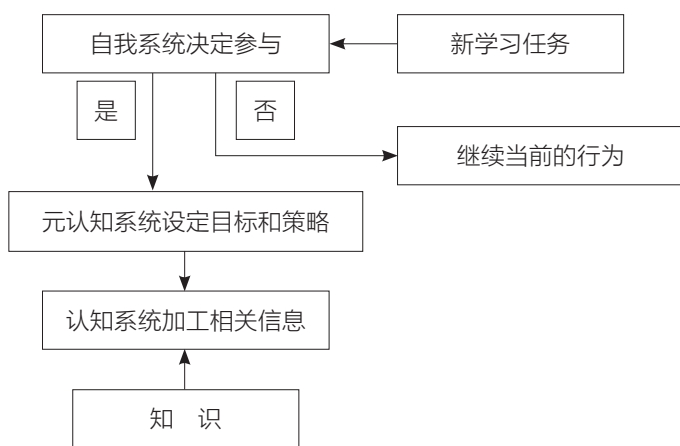 自我系统决定参与
新学习任务
是
否
继续当前的行为
元认知系统设定目标和策略
认知系统加工相关信息
知 识